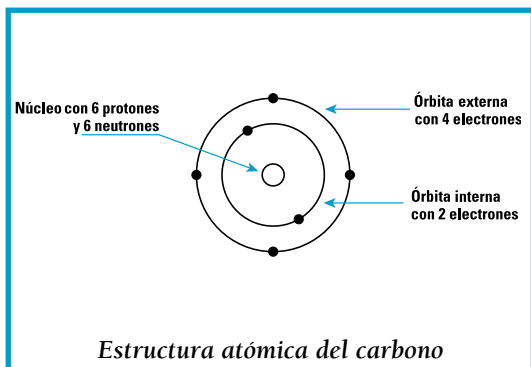 Núcleo con 6 protones
y 6 neutrones
Órbita externa
con 4 electrones
Órbita interna
con 2 electrones
Estructura atómica del carbono